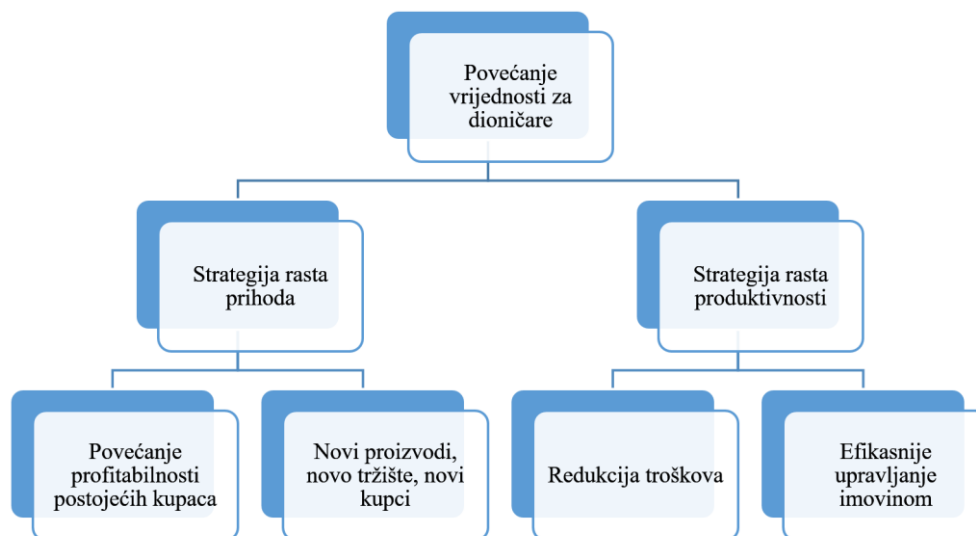 Povećanje
vrijednosti za
dioničare
Strategija rasta
prihoda
Strategija rasta
produktivnosti
Povećanje
profitabilnosti
postojećih kupaca
Novi proizvodi,
novo tržište, novi
kupci
Redukcija troškova
Efikasnije
upravljanje
imovinom